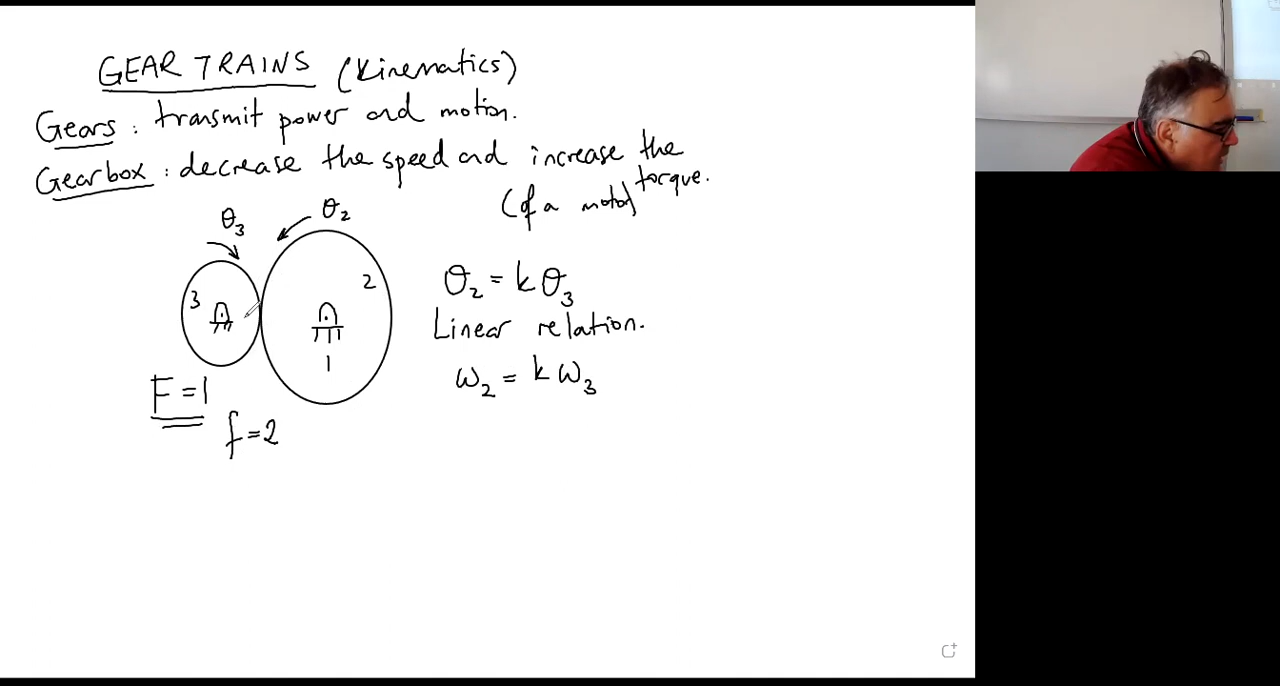 GEAR TRAINS (Kinematics)
Gears : transmit power and motion.
Gearbox : decrease the speed and increase the torque.
(of a motor)
θ3
θ2
3
2
1
θ2 = k θ3
Linear relation.
ω2 = k ω3
F = 1
f = 2